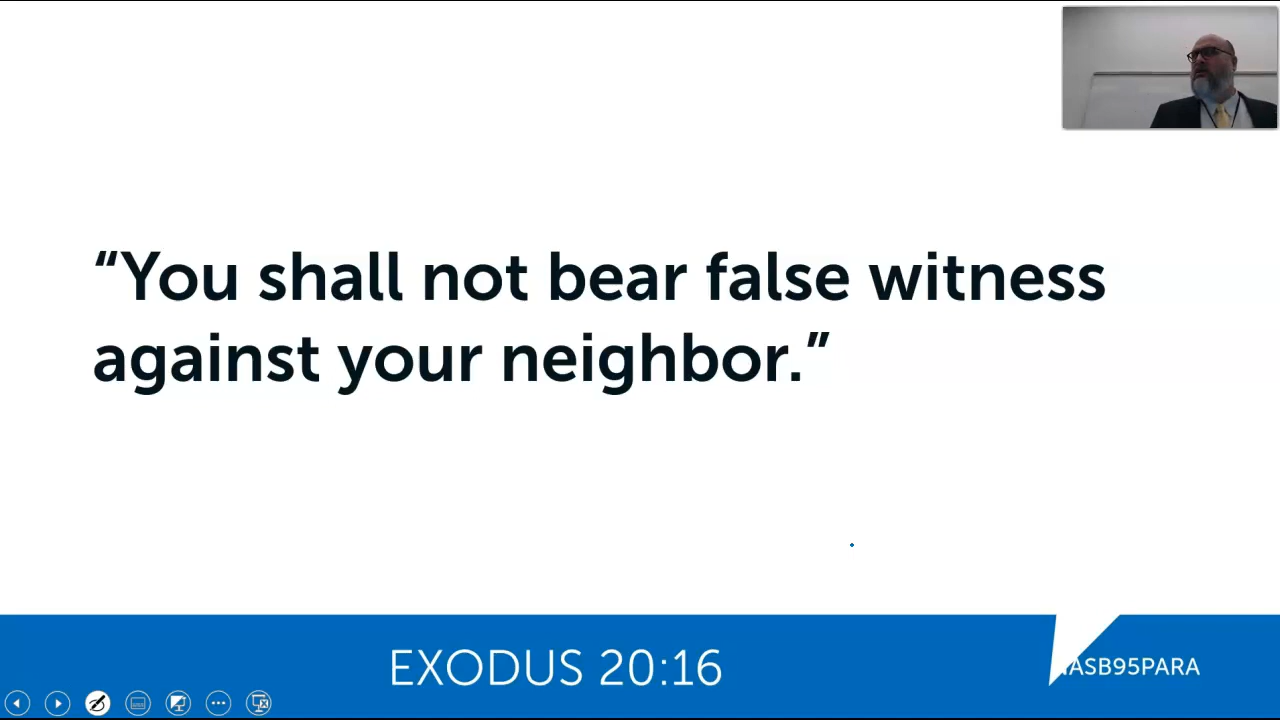 “You shall not bear false witness
against your neighbor.”
EXODUS 20:16
ASB95PARA